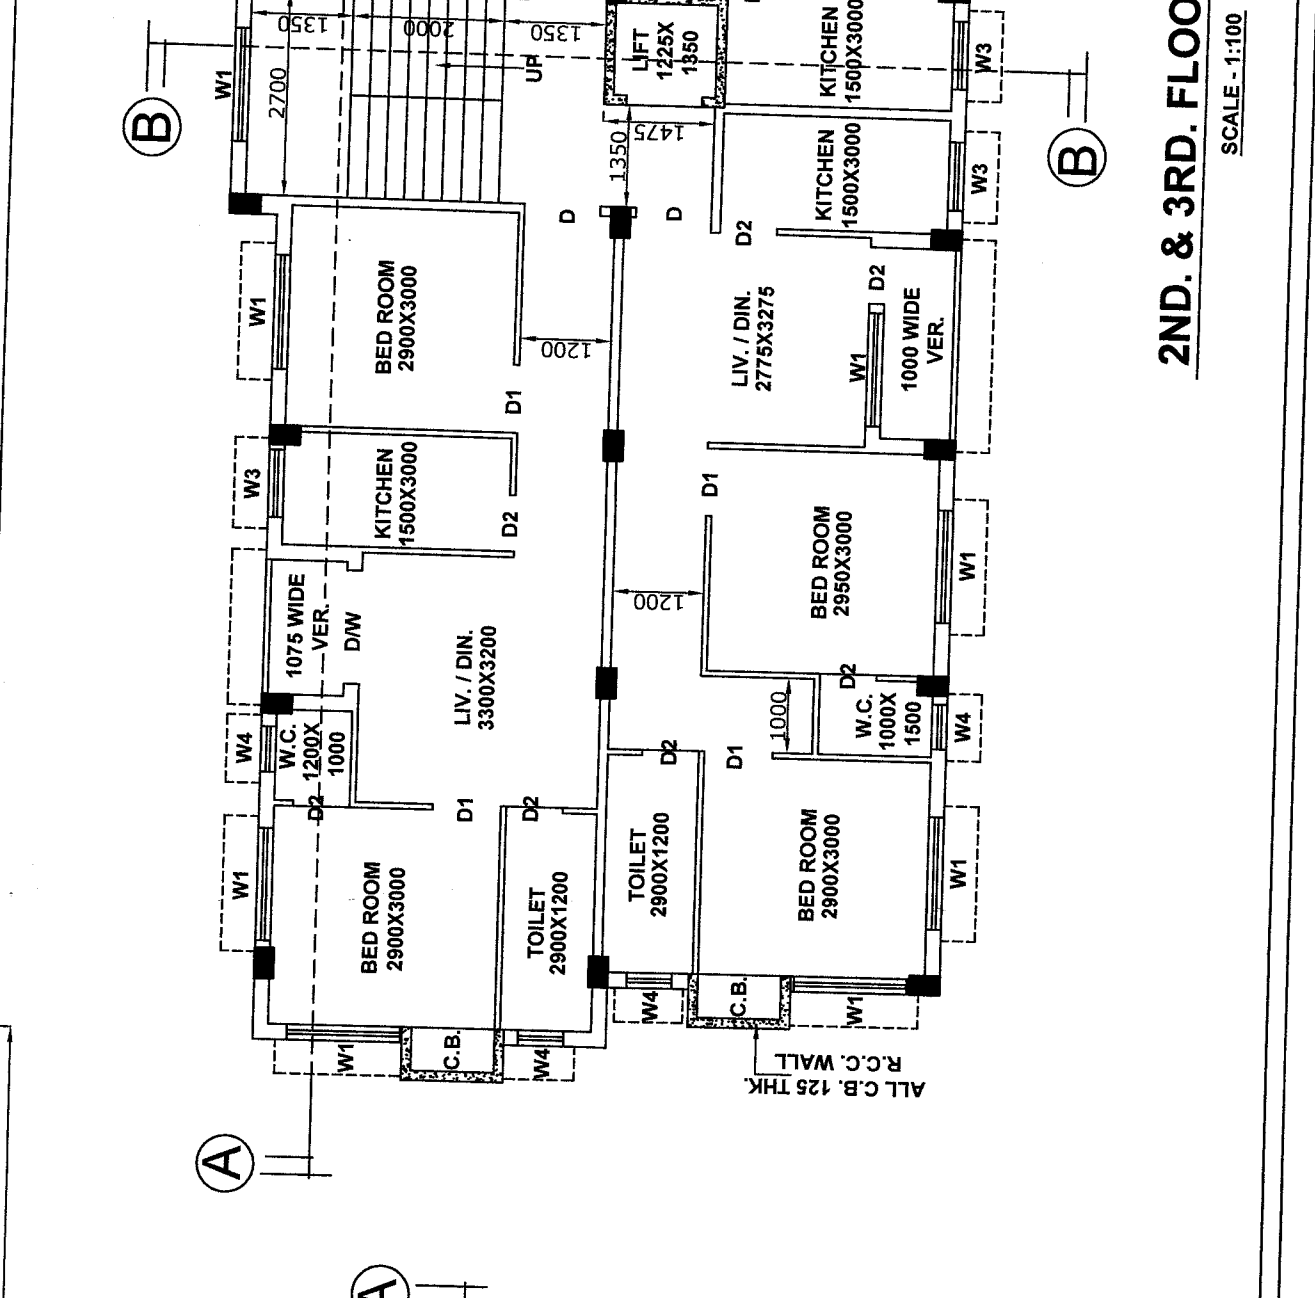 B
W1
2700
1350
2000
1350
UP
LIFT
1225X
1350
KITCHEN
1500X3000
W3
B
2ND. & 3RD. FLOO
SCALE - 1:100
1475
1350
KITCHEN
1500X3000
W3
D
D
D2
W1
BED ROOM
2900X3000
1200
D1
LIV. / DIN.
2775X3275
D2
W1
1000 WIDE
VER.
W3
KITCHEN
1500X3000
D2
D1
BED ROOM
2950X3000
W1
1200
1075 WIDE
VER.
D/W
LIV. / DIN.
3300X3200
D2
W.C.
1000X
1500
W4
1000
W4
W.C.
1200X
1000
D2
D1
D2
D2
D1
W1
BED ROOM
2900X3000
TOILET
2900X1200
TOILET
2900X1200
BED ROOM
2900X3000
W1
W1
C.B.
W4
W4
C.B.
W1
ALL C.B. 125 THK.
R.C.C. WALL
A
A